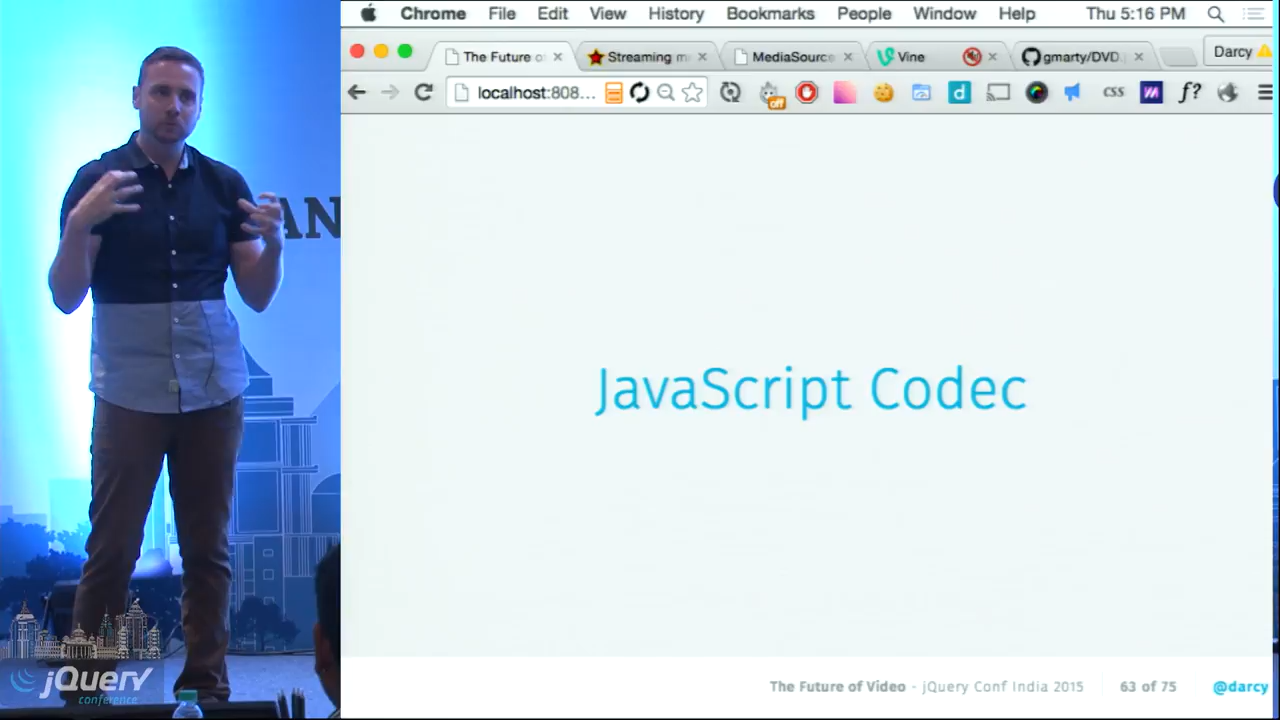 Chrome File Edit View History Bookmarks People Window Help Thu 5:16 PM
The Future o
Streaming m
MediaSource
Vine
gmarty/DVD.
Darcy
localhost:808...
off
d
CSS
f?
AN
JavaScript Codec
jQuery
conference
The Future of Video - jQuery Conf India 2015
63 of 75
@darcy